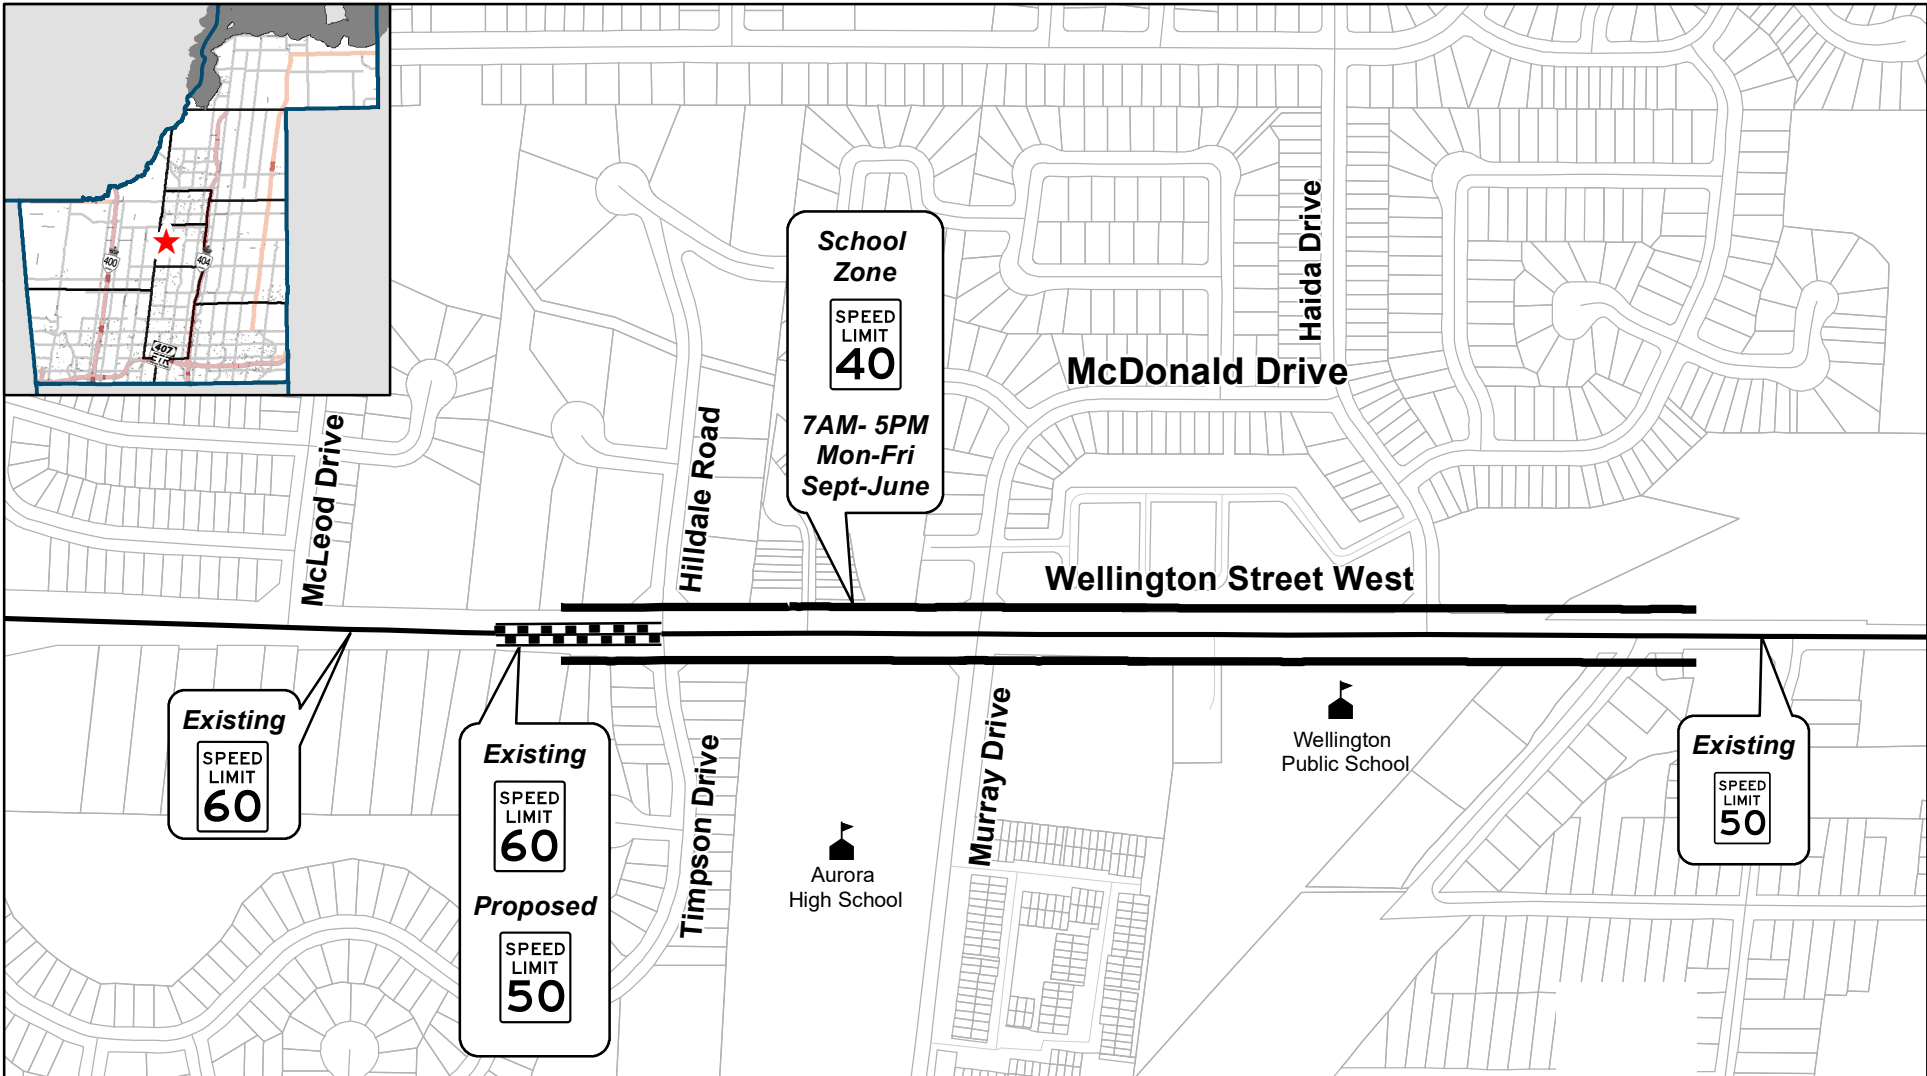 400
404
407
ETR
School
Zone
SPEED
LIMIT
40
7AM- 5PM
Mon-Fri
Sept-June
Haida Drive
McDonald Drive
McLeod Drive
Hilldale Road
Wellington Street West
Existing
SPEED
LIMIT
60
Existing
SPEED
LIMIT
60
Proposed
SPEED
LIMIT
50
Timpson Drive
Murray Drive
Aurora
High School
Wellington
Public School
Existing
SPEED
LIMIT
50